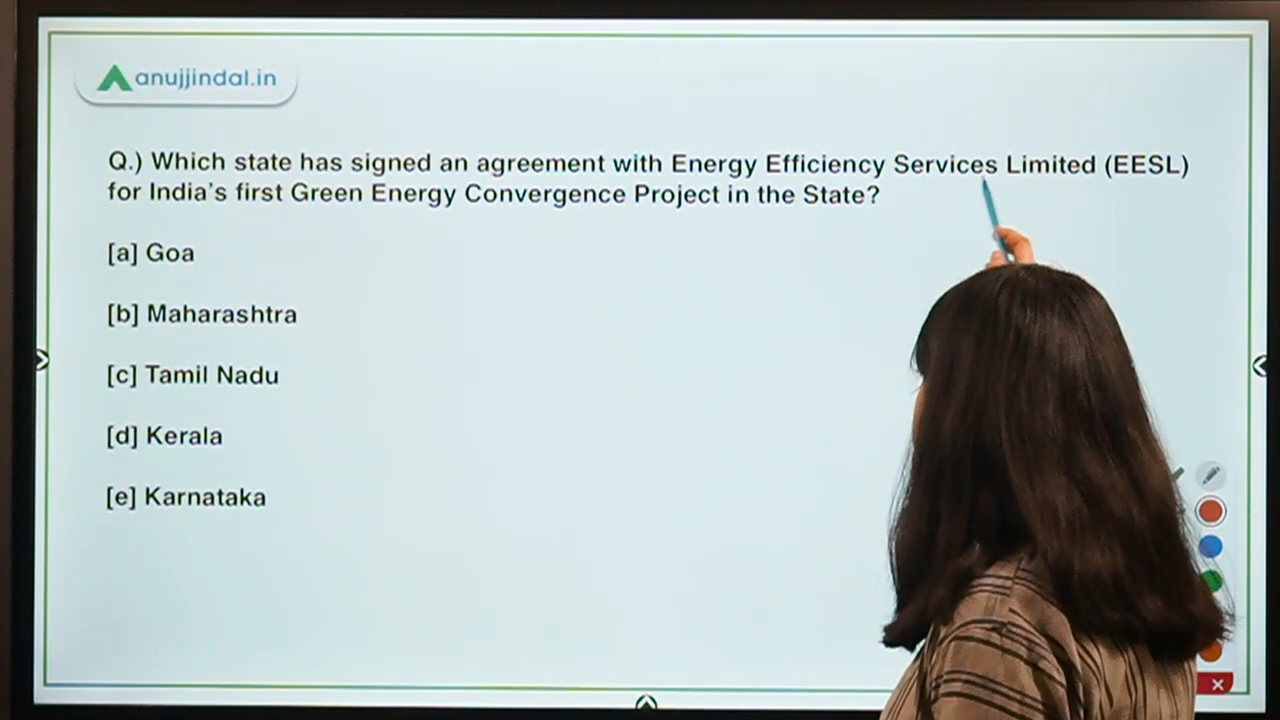 anujjindal.in
Q.) Which state has signed an agreement with Energy Efficiency Services Limited (EESL)
for India's first Green Energy Convergence Project in the State?
[a] Goa
[b] Maharashtra
[c] Tamil Nadu
[d] Kerala
[e] Karnataka